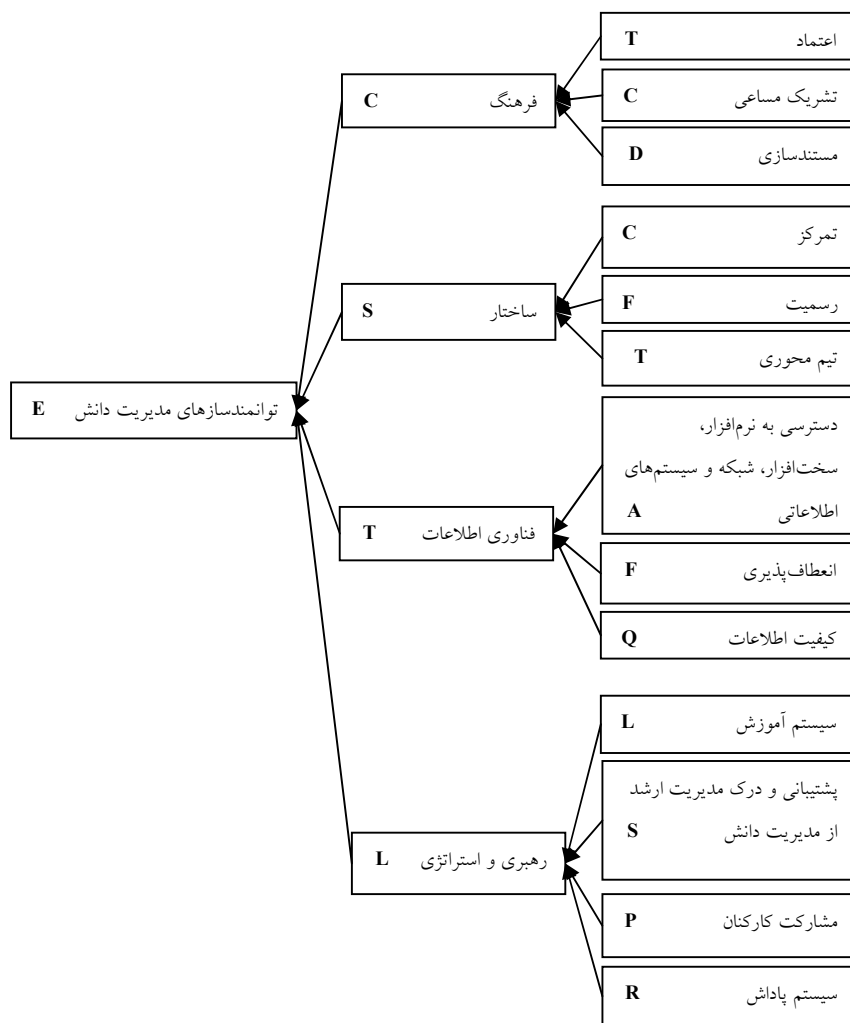 اعتماد T
تشریک مساعی C
مستندسازی D
فرهنگ C
تمرکز C
رسمیت F
تیم محوری T
ساختار S
توانمندسازهای مدیریت دانش E
دسترسی به نرم‌افزار،
سخت‌افزار، شبکه و سیستم‌های
اطلاعاتی A
انعطاف‌پذیری F
کیفیت اطلاعات Q
فناوری اطلاعات T
سیستم آموزش L
پشتیبانی و درک مدیریت ارشد
از مدیریت دانش S
مشارکت کارکنان P
سیستم پاداش R
رهبری و استراتژی L